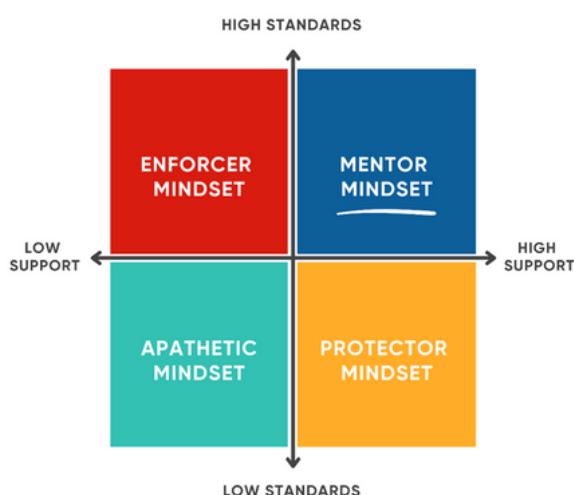 HIGH STANDARDS
ENFORCER
MINDSET
MENTOR
MINDSET
LOW
SUPPORT
HIGH
SUPPORT
APATHETIC
MINDSET
PROTECTOR
MINDSET
LOW STANDARDS